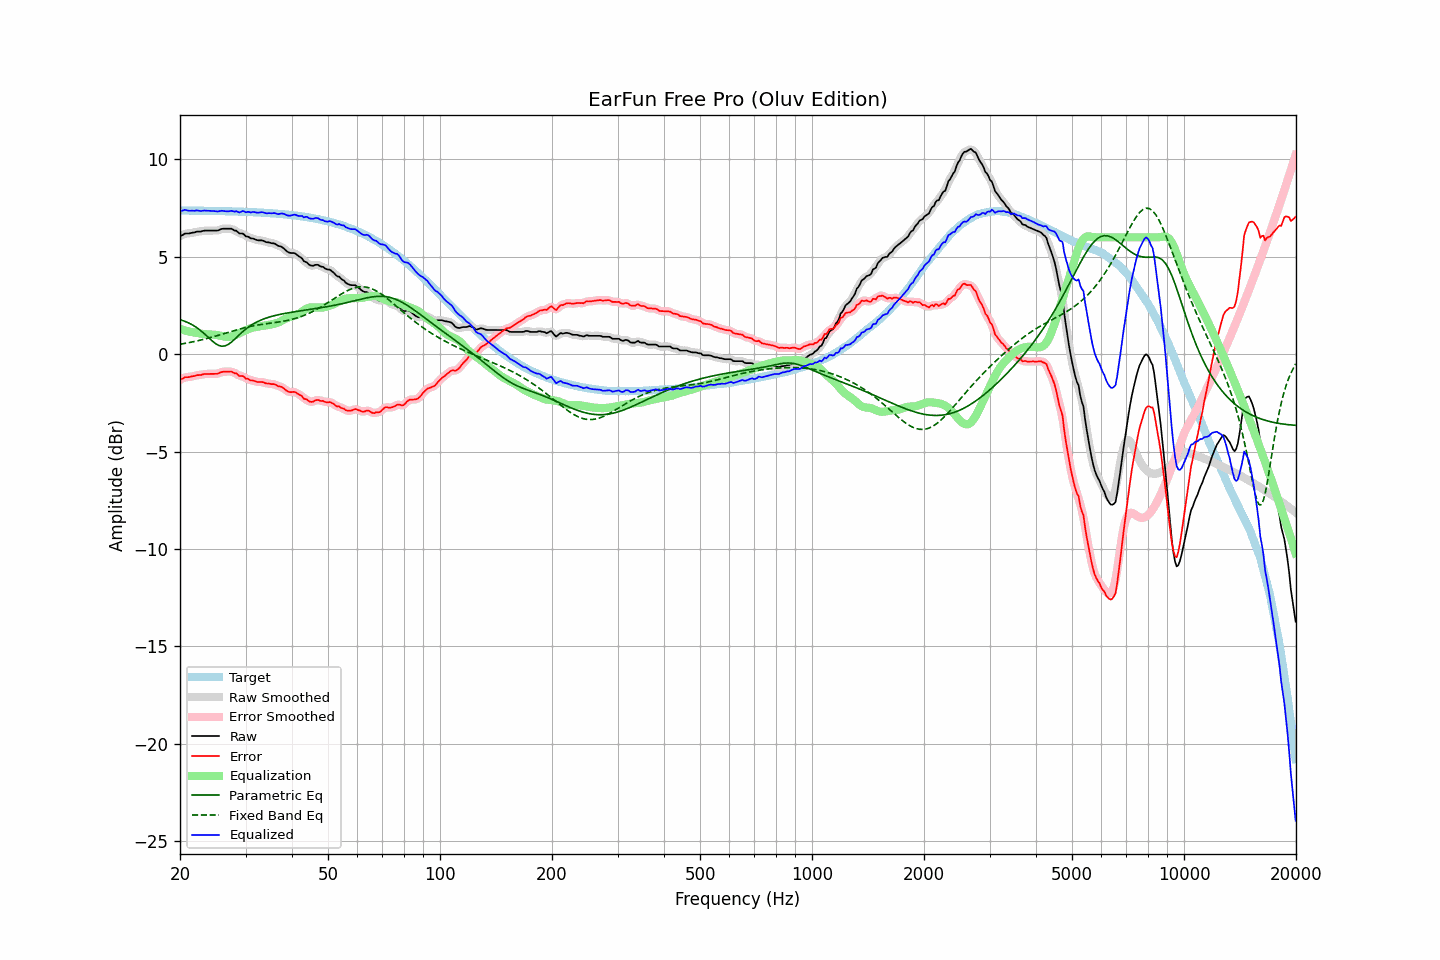 EarFun Free Pro (Oluv Edition)
Amplitude (dBr)
10
5
0
−5
−10
−15
−20
−25
Target
Raw Smoothed
Error Smoothed
Raw
Error
Equalization
Parametric Eq
Fixed Band Eq
Equalized
20 50 100 200 500 1000 2000 5000 10000 20000
Frequency (Hz)